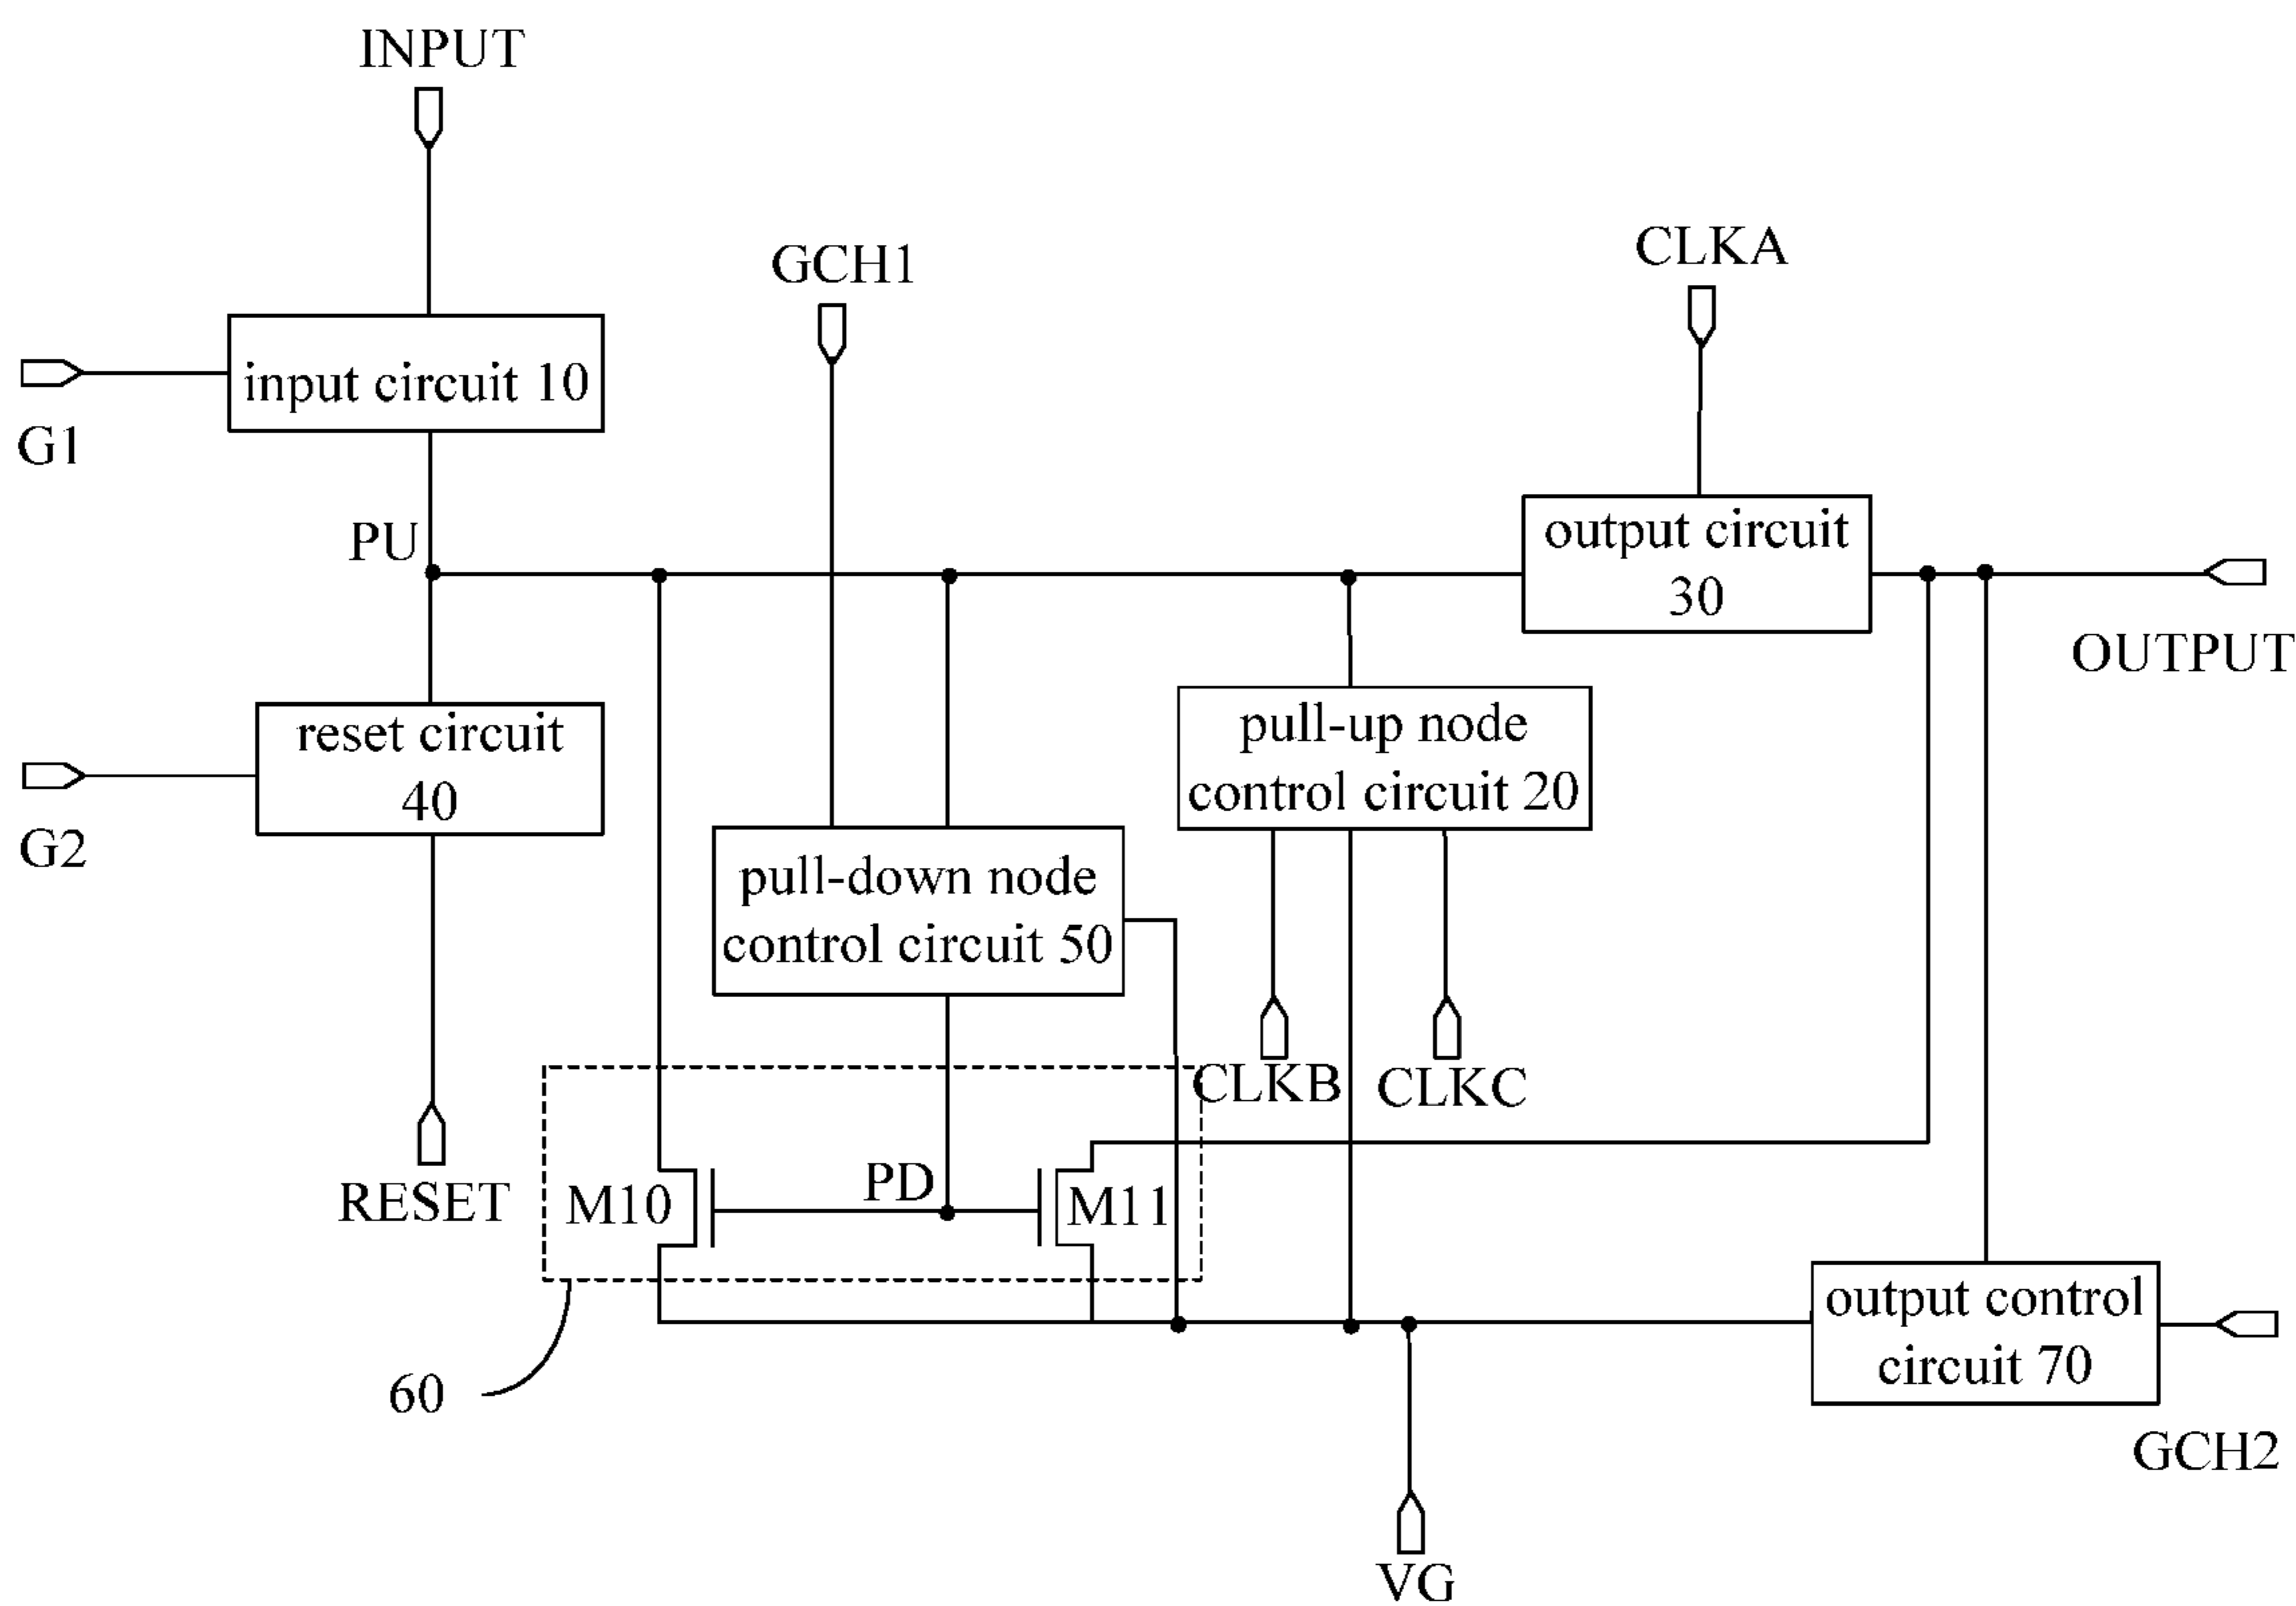 INPUT
CLKA
GCH1
input circuit 10
G1
output circuit
30
PU
OUTPUT
reset circuit
40
G2
pull-up node
control circuit 20
pull-down node
control circuit 50
CLKB
CLKC
RESET
M10
PD
M11
output control
circuit 70
60
GCH2
VG